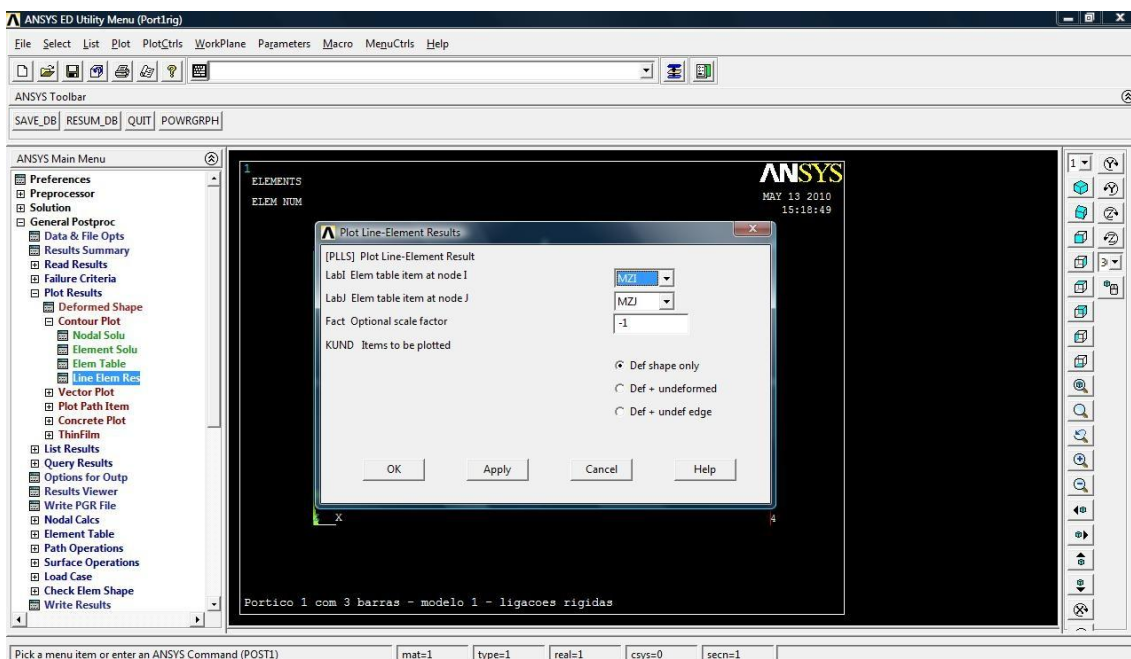 ANSYS ED Utility Menu (Port1rig)
File Select List Plot PlotCtrls WorkPlane Parameters Macro MenuCtrls Help
ANSYS Toolbar
SAVE_DB RESUM_DB QUIT POWRGRPH
ANSYS Main Menu
Preferences
Preprocessor
Solution
General Postproc
Data & File Opts
Results Summary
Read Results
Failure Criteria
Plot Results
Deformed Shape
Contour Plot
Nodal Solu
Element Solu
Elem Table
Line Elem Res
Vector Plot
Plot Path Item
Concrete Plot
ThinFilm
List Results
Query Results
Options for Outp
Results Viewer
Write PGR File
Nodal Calcs
Element Table
Path Operations
Surface Operations
Load Case
Check Elem Shape
Write Results
1
ELEMENTS
ELEM NUM
ANSYS
MAY 13 2010
15:18:49
Plot Line-Element Results
[PLLS] Plot Line-Element Result
LabI Elem table item at node I MZI
LabJ Elem table item at node J MZJ
Fact Optional scale factor -1
KUND Items to be plotted
Def shape only
Def + undeformed
Def + undef edge
OK Apply Cancel Help
X 4
Portico 1 com 3 barras - modelo 1 - ligacoes rigidas
1
Pick a menu item or enter an ANSYS Command (POST1) mat=1 type=1 real=1 csys=0 secn=1